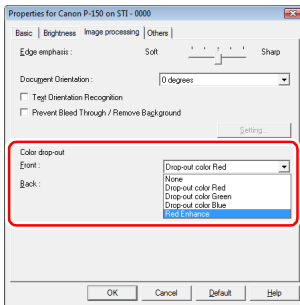 Properties for Canon P-150 on STI - 0000
Basic Brightness Image processing Others
Edge emphasis : Soft Sharp
Document Orientation : 0 degrees
Text Orientation Recognition
Prevent Bleed Through / Remove Background
Setting...
Color drop-out
Front : Drop-out color Red
Back :
None
Drop-out color Red
Drop-out color Green
Drop-out color Blue
Red Enhance
OK Cancel Default Help